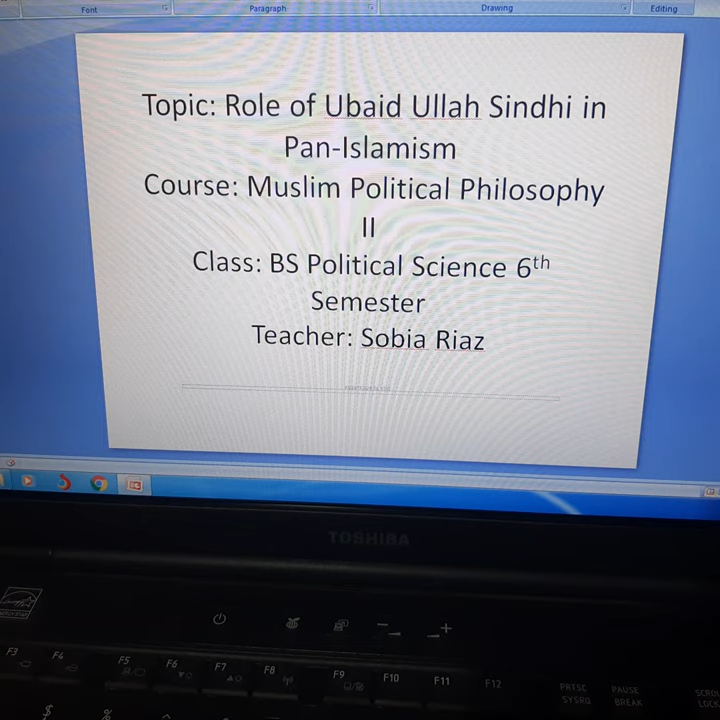 Font Paragraph Drawing Editing
Topic: Role of Ubaid Ullah Sindhi in
Pan-Islamism
Course: Muslim Political Philosophy
II
Class: BS Political Science 6th
Semester
Teacher: Sobia Riaz
TOSHIBA
F3 F4 F5 F6 F7 F8 F9 F10 F11 F12 PRTSC PAUSE
SYSRQ BREAK LOCK
$ % ^